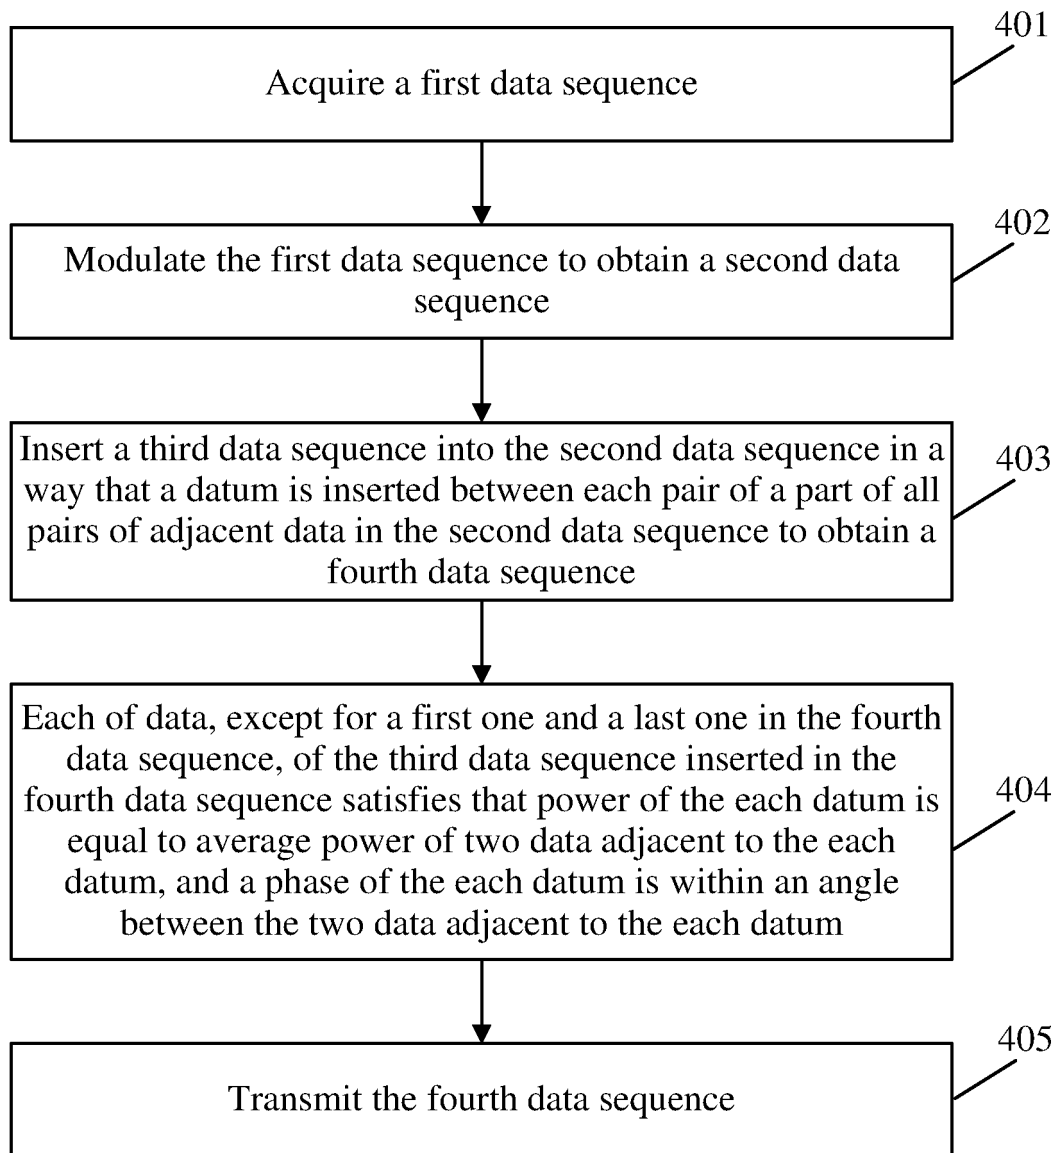 401
Acquire a first data sequence
402
Modulate the first data sequence to obtain a second data
sequence
403
Insert a third data sequence into the second data sequence in a
way that a datum is inserted between each pair of a part of all
pairs of adjacent data in the second data sequence to obtain a
fourth data sequence
404
Each of data, except for a first one and a last one in the fourth
data sequence, of the third data sequence inserted in the
fourth data sequence satisfies that power of the each datum is
equal to average power of two data adjacent to the each
datum, and a phase of the each datum is within an angle
between the two data adjacent to the each datum
405
Transmit the fourth data sequence